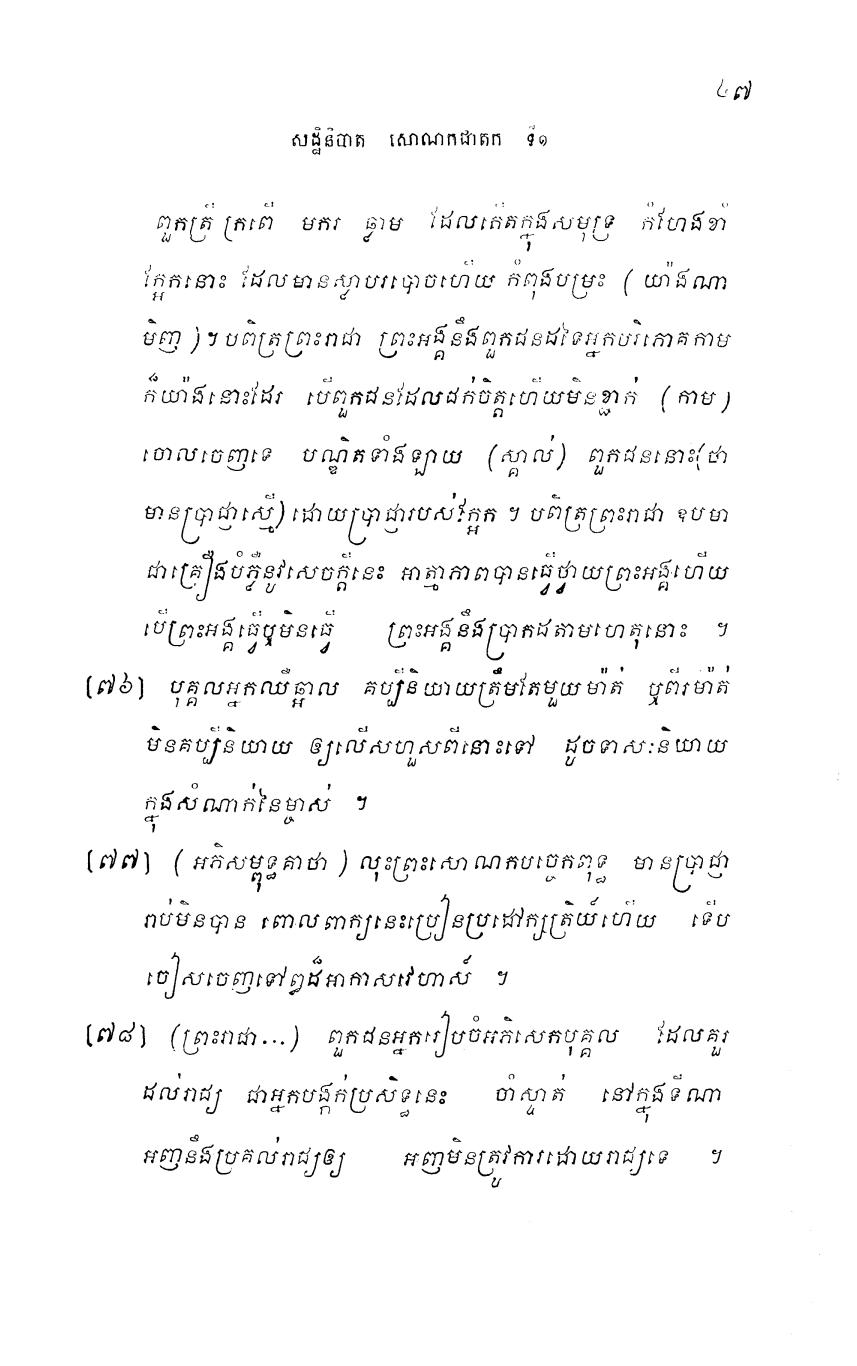 ៤៧
សដ្ឋិនិបាត សោណកជាតក ទី១
ពួកត្រី ក្រពើ មករ ធ្លាម ដែលកើតក្នុងសមុទ្រ កំហែងខាំ
ក្អែកនោះ ដែលមានស្លាបរបោចហើយ កំពុងបម្រះ (យ៉ាងណា
មិញ)។ បពិត្រព្រះរាជា ព្រះអង្គនឹងពួកជនដទៃអ្នកបរិភោគកាម
ក៏យ៉ាងនោះដែរ បើពួកជនដែលដក់ចិត្តហើយមិនខ្ជាក់ (កាម)
ចោលចេញទេ បណ្ឌិតទាំងឡាយ (ស្គាល់) ពួកជននោះ(ថា
មានប្រាជ្ញាស្មើ) ដោយប្រាជ្ញារបស់ក្អែក ។ បពិត្រព្រះរាជា ឧបមា
ជាគ្រឿងបំភ្លឺនូវសេចក្តីនេះ អាត្មាភាពបានធ្វើថ្វាយព្រះអង្គហើយ
បើព្រះអង្គធ្វើឬមិនធ្វើ ព្រះអង្គនឹងប្រាកដតាមហេតុនោះ ។
[៧៦] បុគ្គលអ្នកឈឺឆ្អាល គប្បីនិយាយត្រឹមតែមួយម៉ាត់ ឬពីរម៉ាត់
មិនគប្បីនិយាយ ឲ្យលើសហួសពីនោះទៅ ដូចទាសៈនិយាយ
ក្នុងសំណាក់នៃម្ចាស់ ។
[៧៧] (អភិសម្ពុទ្ធគាថា) លុះព្រះសោណកបច្ចេកពុទ្ធ មានប្រាជ្ញា
រាប់មិនបាន ពោលពាក្យនេះប្រៀនប្រដៅក្សត្រិយ៍ហើយ ទើប
ចៀសចេញទៅឰដ៏អាកាសវេហាស៍ ។
[៧៨] (ព្រះរាជា...) ពួកជនអ្នករៀបចំអភិសេកបុគ្គល ដែលគួរ
ដល់រាជ្យ ជាអ្នកបង្កក់ប្រសិទ្ធនេះ ចាំស្ទាត់ នៅក្នុងទីណា
អញនឹងប្រគល់រាជ្យឲ្យ អញមិនត្រូវការដោយរាជ្យទេ ។